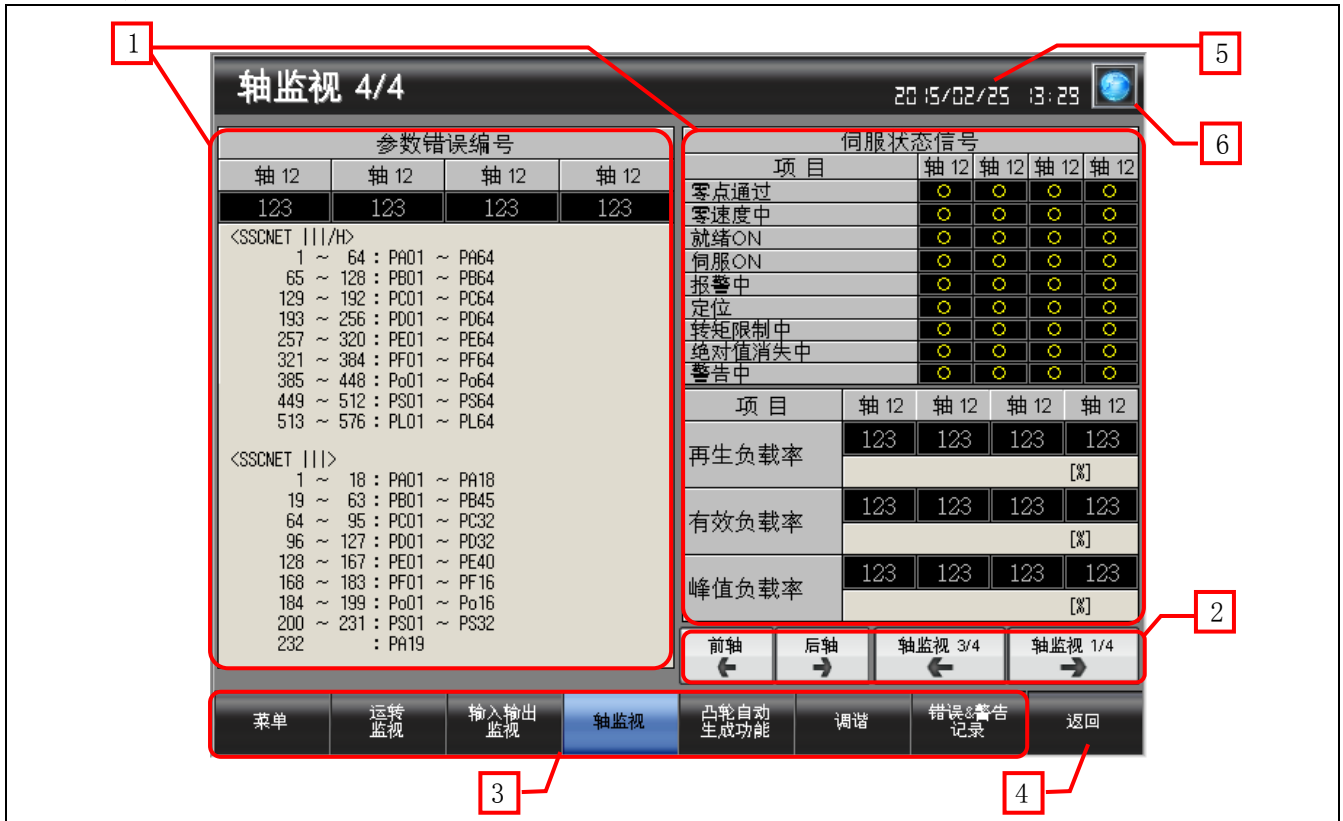 1
5
轴监视 4/4
2015/02/25 13:29
6
参数错误编号
轴 12 轴 12 轴 12 轴 12
123 123 123 123
<SSCNET |||/H>
1 ~ 64 : PA01 ~ PA64
65 ~ 128 : PB01 ~ PB64
129 ~ 192 : PC01 ~ PC64
193 ~ 256 : PD01 ~ PD64
257 ~ 320 : PE01 ~ PE64
321 ~ 384 : PF01 ~ PF64
385 ~ 448 : Po01 ~ Po64
449 ~ 512 : PS01 ~ PS64
513 ~ 576 : PL01 ~ PL64
<SSCNET |||>
1 ~ 18 : PA01 ~ PA18
19 ~ 63 : PB01 ~ PB45
64 ~ 95 : PC01 ~ PC32
96 ~ 127 : PD01 ~ PD32
128 ~ 167 : PE01 ~ PE40
168 ~ 183 : PF01 ~ PF16
184 ~ 199 : Po01 ~ Po16
200 ~ 231 : PS01 ~ PS32
232 : PA19
伺服状态信号
项 目 轴 12 轴 12 轴 12 轴 12
零点通过 ○ ○ ○ ○
零速度中 ○ ○ ○ ○
就绪ON ○ ○ ○ ○
伺服ON ○ ○ ○ ○
报警中 ○ ○ ○ ○
定位 ○ ○ ○ ○
转矩限制中 ○ ○ ○ ○
绝对值消失中 ○ ○ ○ ○
警告中 ○ ○ ○ ○
项 目 轴 12 轴 12 轴 12 轴 12
再生负载率 123 123 123 123
[%]
有效负载率 123 123 123 123
[%]
峰值负载率 123 123 123 123
[%]
2
前轴
后轴
轴监视 3/4
轴监视 1/4
菜单
运转
监视
输入输出
监视
轴监视
凸轮自动
生成功能
调谐
错误&警告
记录
返回
3
4